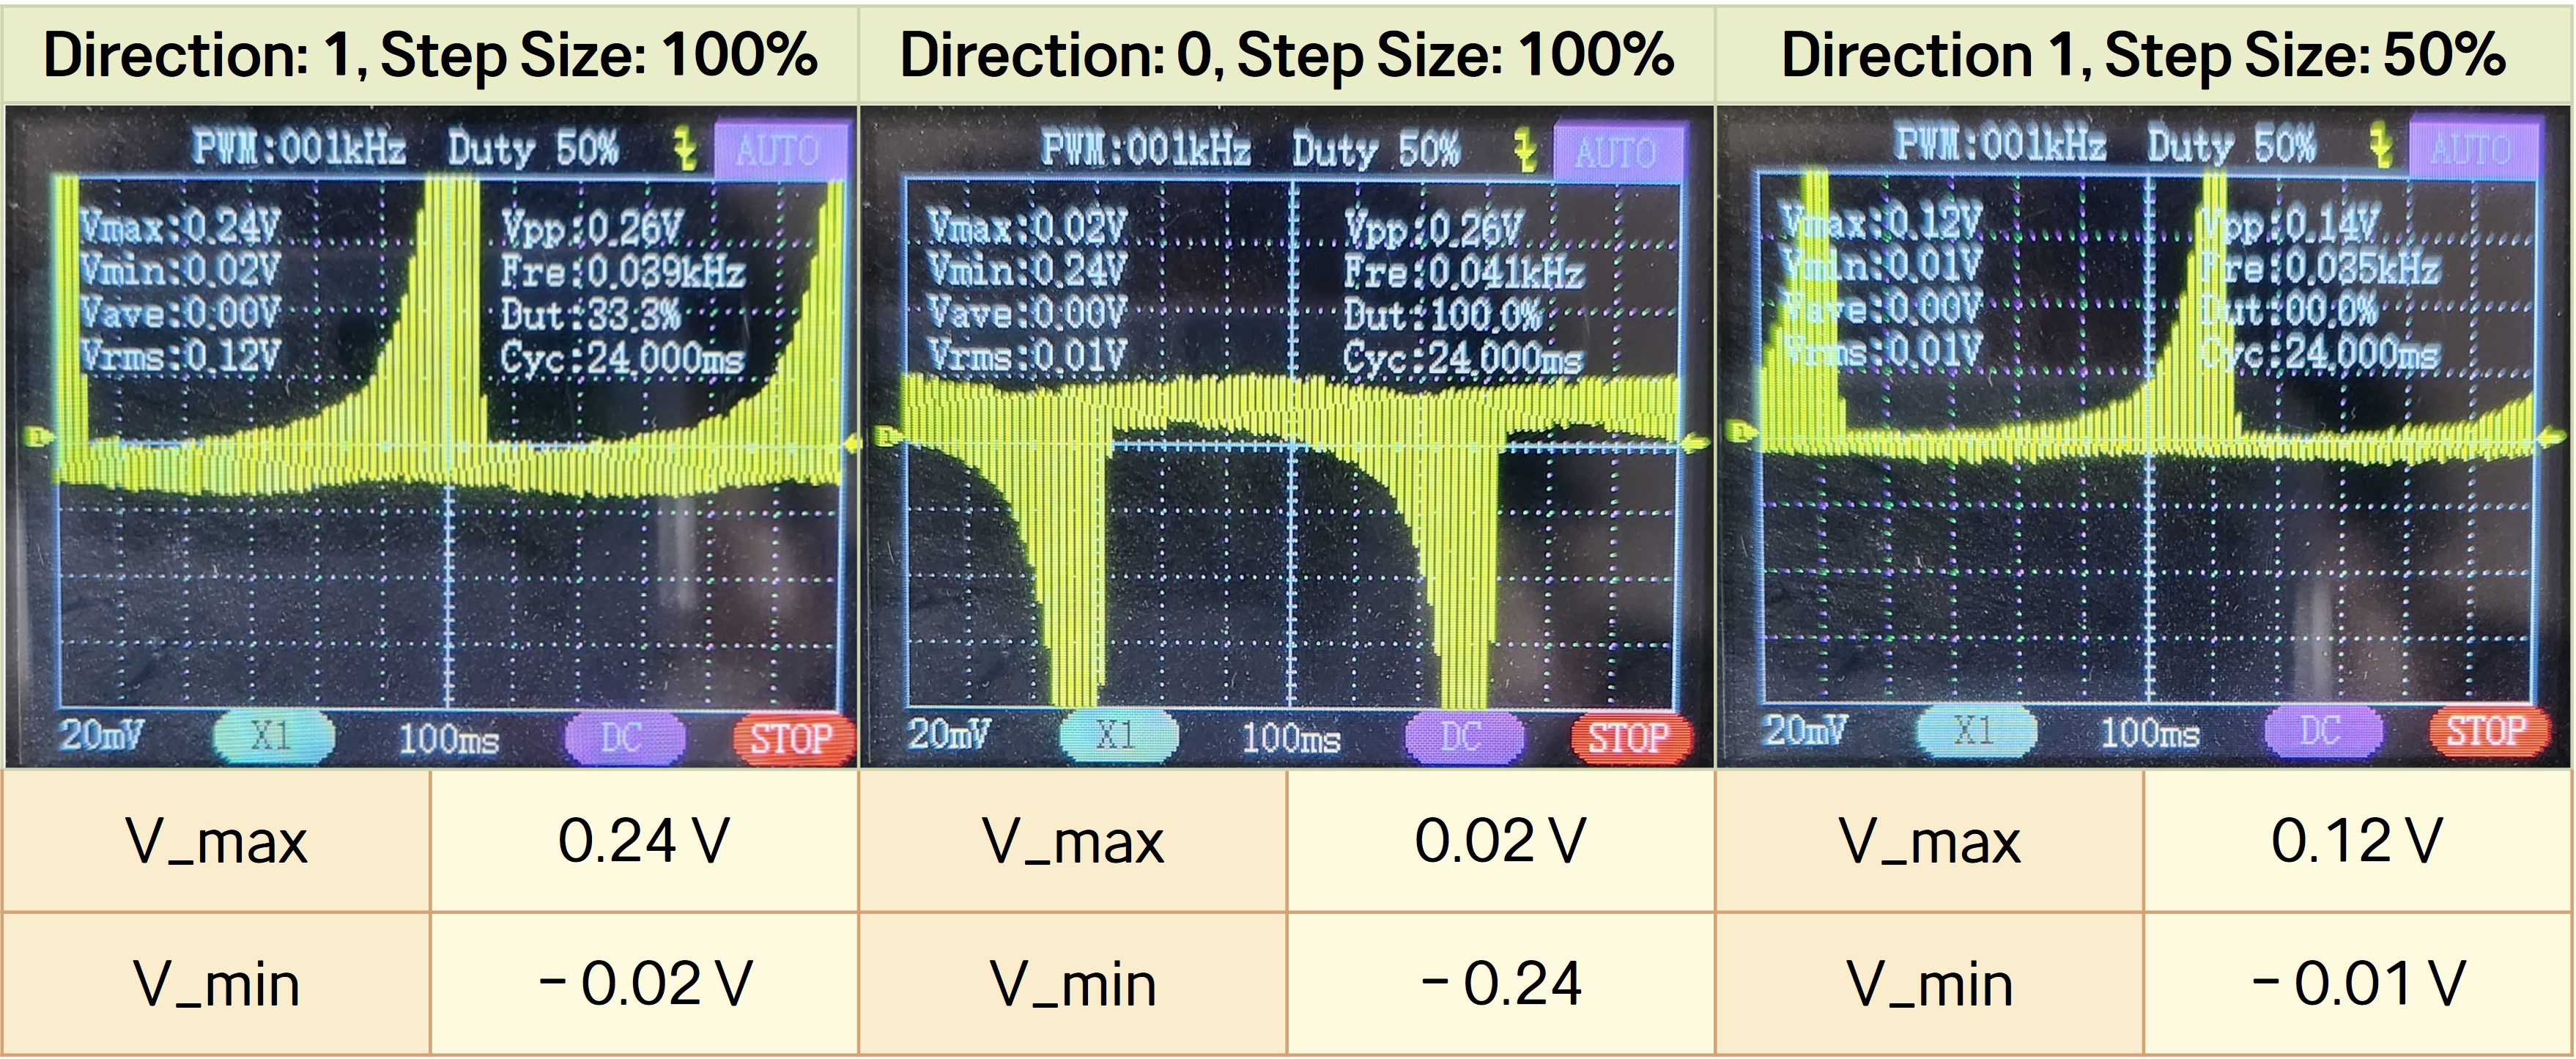 Direction: 1, Step Size: 100%
Direction: 0, Step Size: 100%
Direction 1, Step Size: 50%
PWM:001kHz Duty 50% AUTO
Vmax:0.24V Vpp:0.26V
Vmin:0.02V Fre:0.039kHz
Vave:0.00V Dut:33.3%
Vrms:0.12V Cyc:24.000ms
20mV X1 100ms DC STOP
PWM:001kHz Duty 50% AUTO
Vmax:0.02V Vpp:0.26V
Vmin:0.24V Fre:0.041kHz
Vave:0.00V Dut:100.0%
Vrms:0.01V Cyc:24.000ms
20mV X1 100ms DC STOP
PWM:001kHz Duty 50% AUTO
Vmax:0.12V Vpp:0.14V
Vmin:0.01V Fre:0.035kHz
Vave:0.00V Dut:00.0%
Vrms:0.01V Cyc:24.000ms
20mV X1 100ms DC STOP
V_max 0.24 V V_max 0.02 V V_max 0.12 V
V_min - 0.02 V V_min - 0.24 V_min - 0.01 V